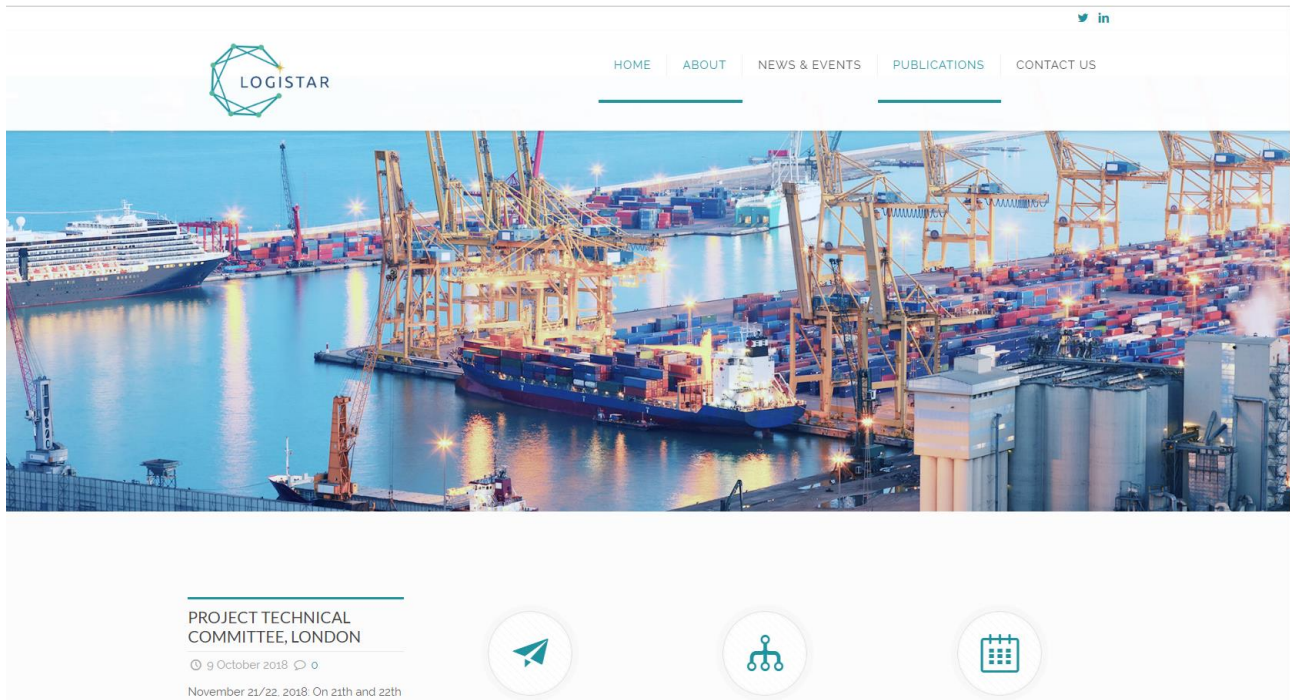 LOGISTAR
HOME
ABOUT
NEWS & EVENTS
PUBLICATIONS
CONTACT US
PROJECT TECHNICAL
COMMITTEE, LONDON
9 October 2018 0
November 21/22, 2018: On 21th and 22th